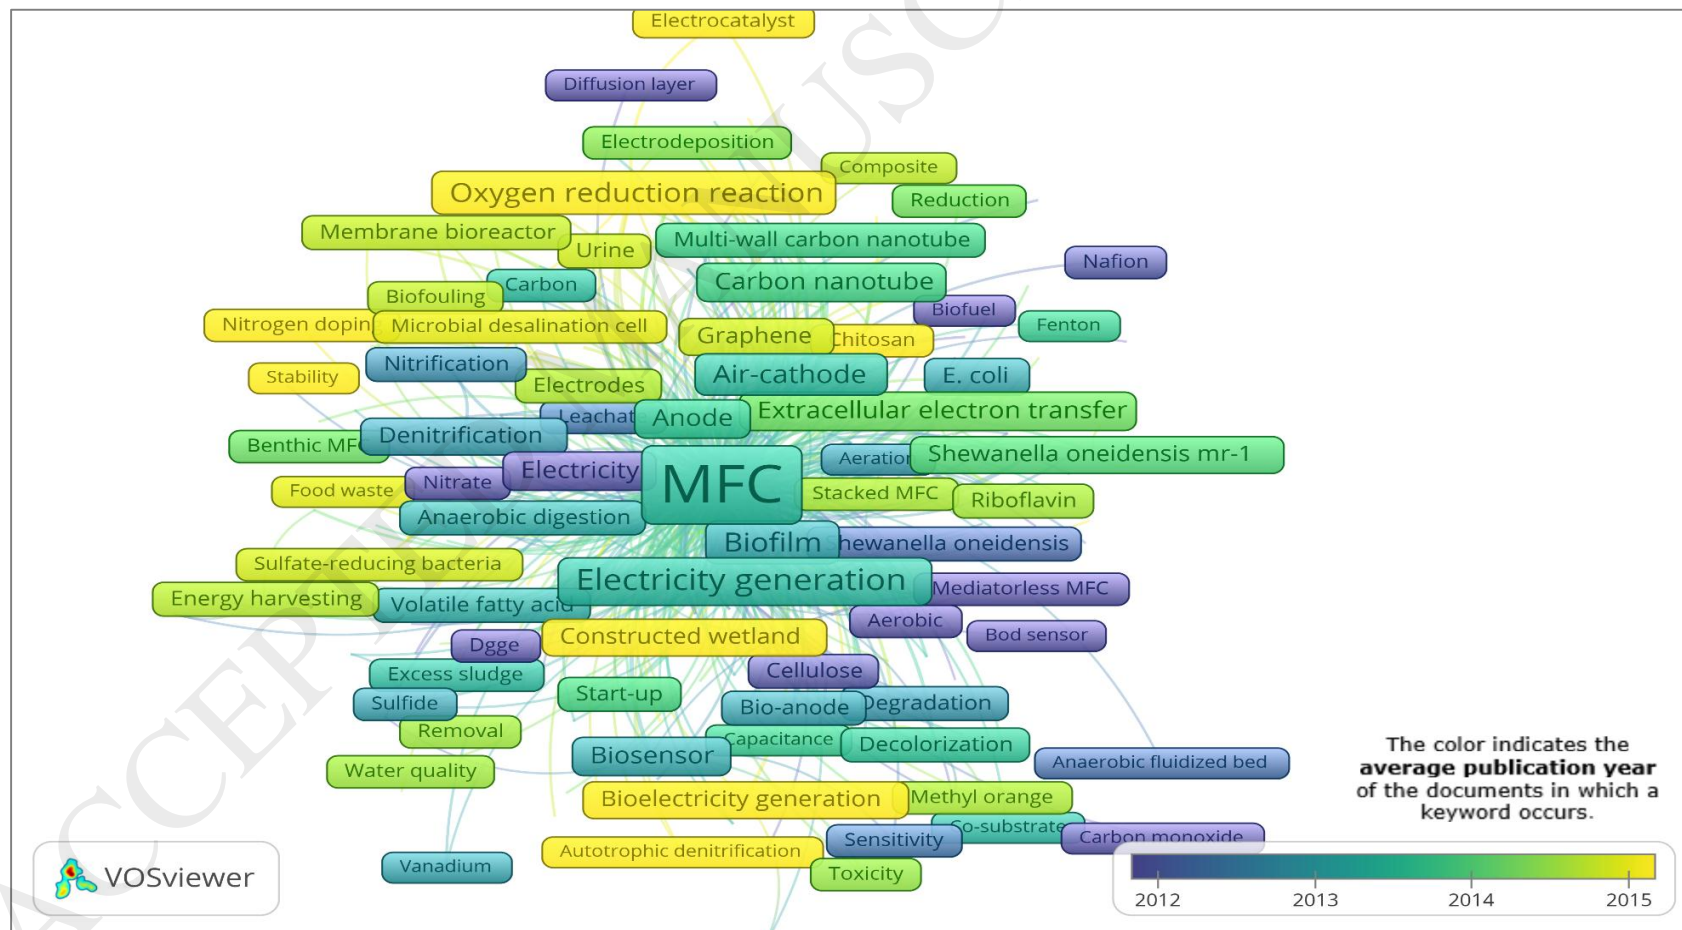 Electrocatalyst
Diffusion layer
Electrodeposition
Composite
Oxygen reduction reaction
Reduction
Membrane bioreactor
Urine
Multi-wall carbon nanotube
Nafion
Carbon
Carbon nanotube
Biofouling
Biofuel
Nitrogen doping
Microbial desalination cell
Graphene
Chitosan
Fenton
Nitrification
Stability
Electrodes
Air-cathode
E. coli
Leachat
Anode
Extracellular electron transfer
Benthic MF
Denitrification
Aeration
Shewanella oneidensis mr-1
Electricity
MFC
Food waste
Nitrate
Stacked MFC
Riboflavin
Anaerobic digestion
Biofilm
hewanella oneidensis
Sulfate-reducing bacteria
Electricity generation
Mediatorless MFC
Energy harvesting
Volatile fatty acid
Constructed wetland
Aerobic
Bod sensor
Dgge
Excess sludge
Cellulose
Sulfide
Start-up
Bio-anode
Degradation
Removal
Capacitance
Decolorization
Water quality
Biosensor
Anaerobic fluidized bed
Bioelectricity generation
Methyl orange
Co-substrate
Autotrophic denitrification
Sensitivity
Carbon monoxide
Vanadium
Toxicity
The color indicates the
average publication year
of the documents in which a
keyword occurs.
VOSviewer
2012 2013 2014 2015
ACCEPTED MANUSC